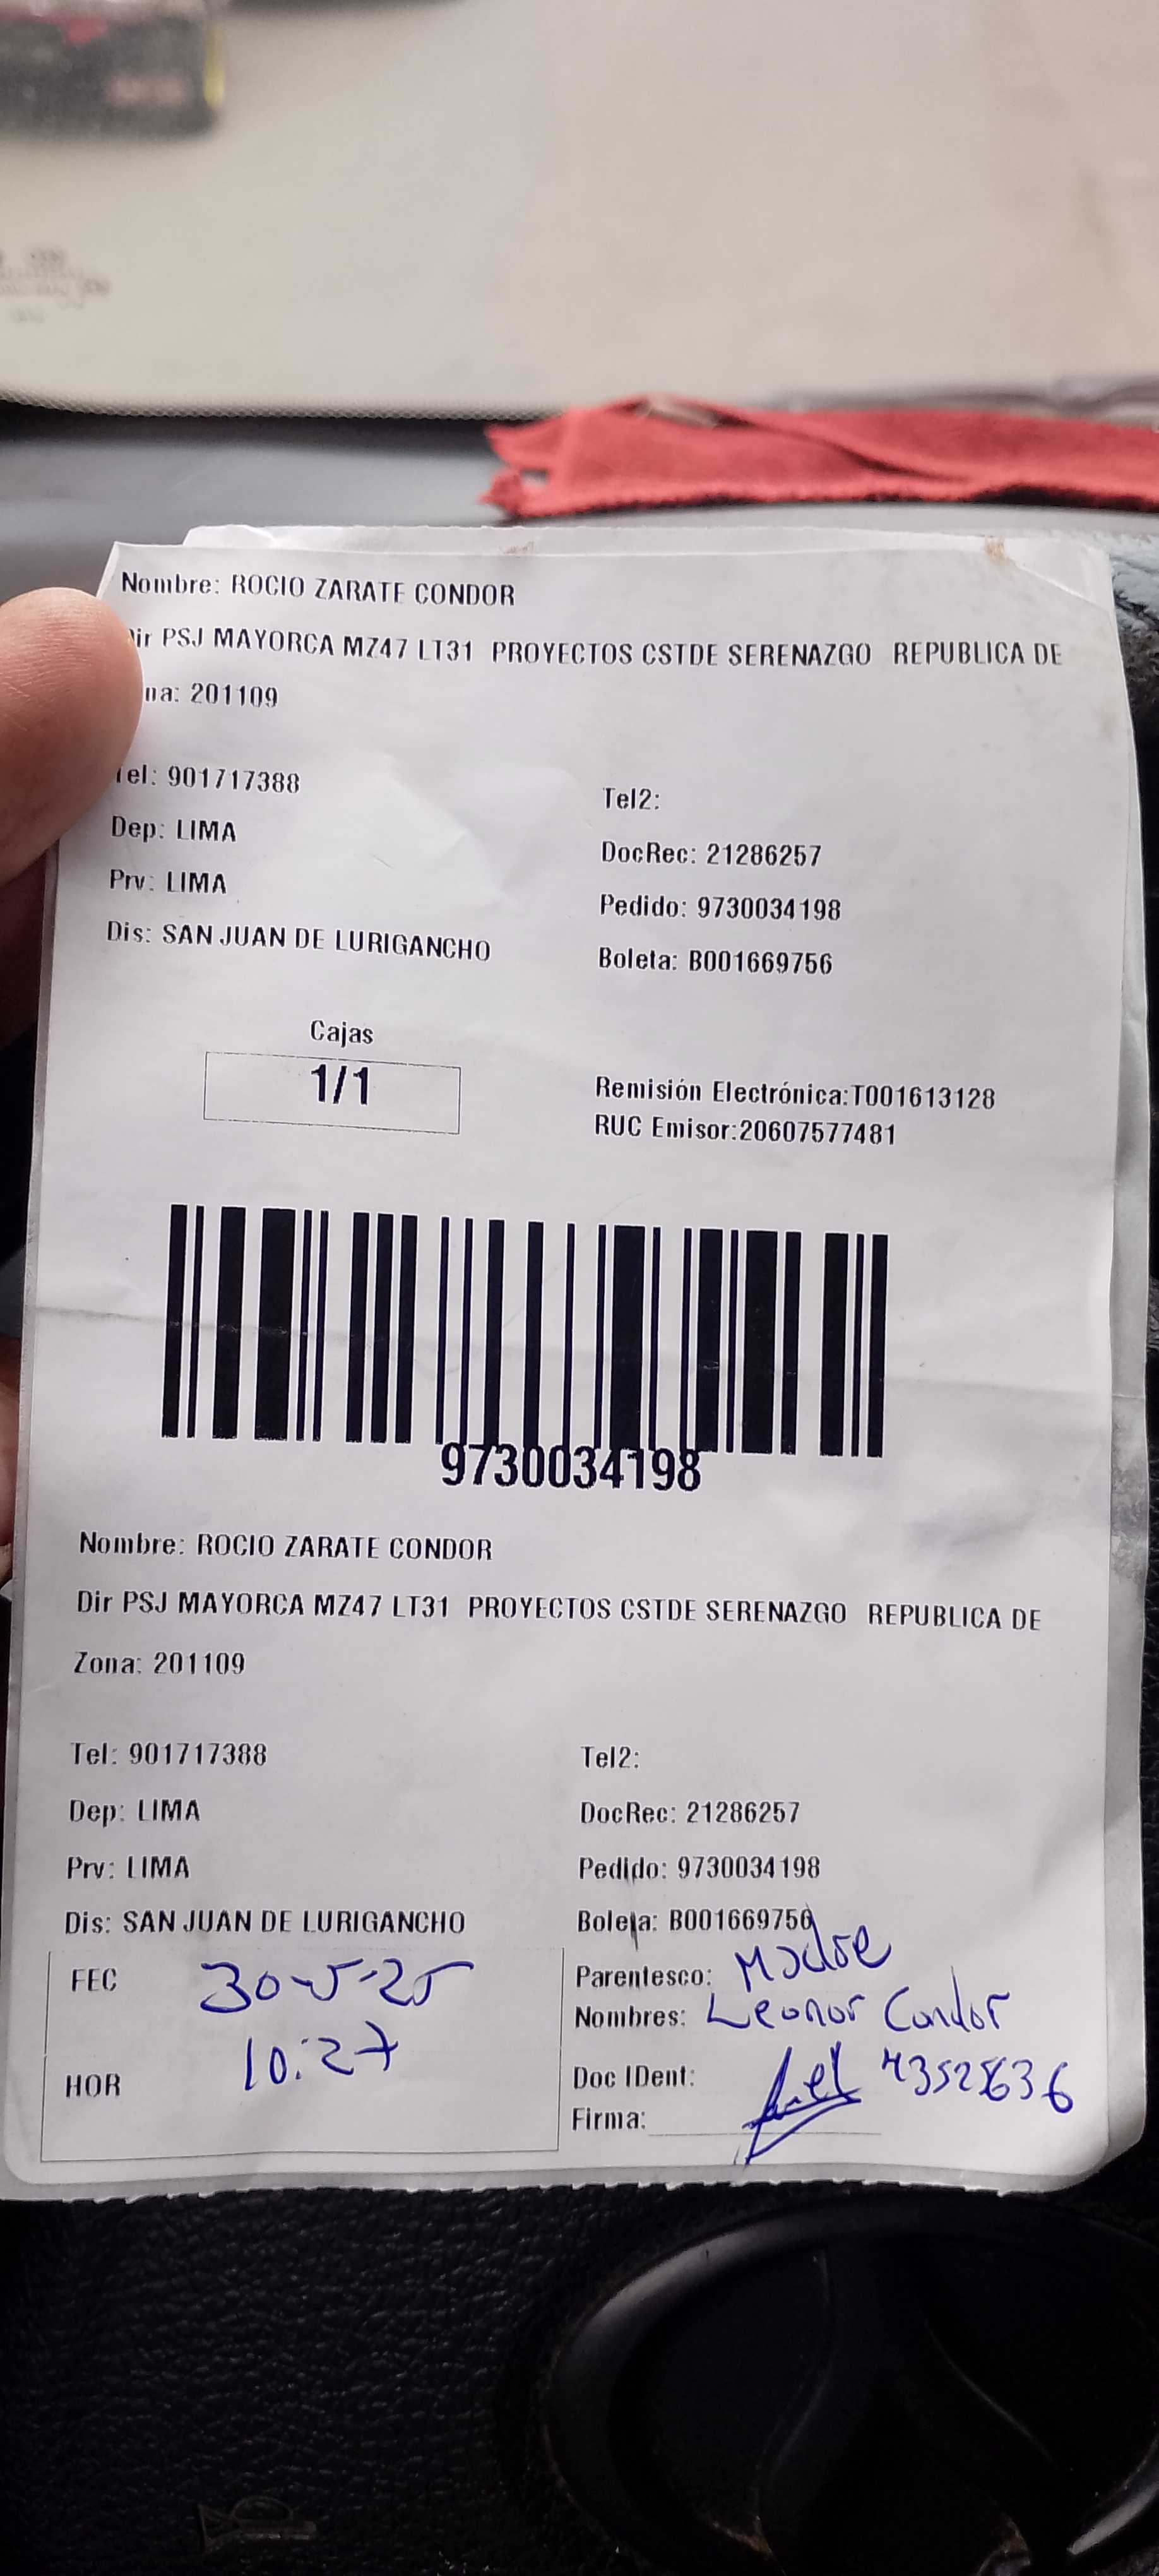 Nombre: ROCIO ZARATE CONDOR
Dir PSJ MAYORCA MZ47 LT31 PROYECTOS CSTDE SERENAZGO REPUBLICA DE
na: 201109
Tel: 901717388
Tel2:
Dep: LIMA
DocRec: 21286257
Prv: LIMA
Pedido: 9730034198
Dis: SAN JUAN DE LURIGANCHO
Boleta: B001669756
Cajas
1/1
Remisión Electrónica:T001613128
RUC Emisor:20607577481
9730034198
Nombre: ROCIO ZARATE CONDOR
Dir PSJ MAYORCA MZ47 LT31 PROYECTOS CSTDE SERENAZGO REPUBLICA DE
Zona: 201109
Tel: 901717388
Tel2:
Dep: LIMA
DocRec: 21286257
Prv: LIMA
Pedido: 9730034198
Dis: SAN JUAN DE LURIGANCHO
Boleta: B001669756
FEC 30-5-25
Parentesco: Madre
Nombres: Leonor Condor
HOR 10:27
Doc IDent:
Firma: